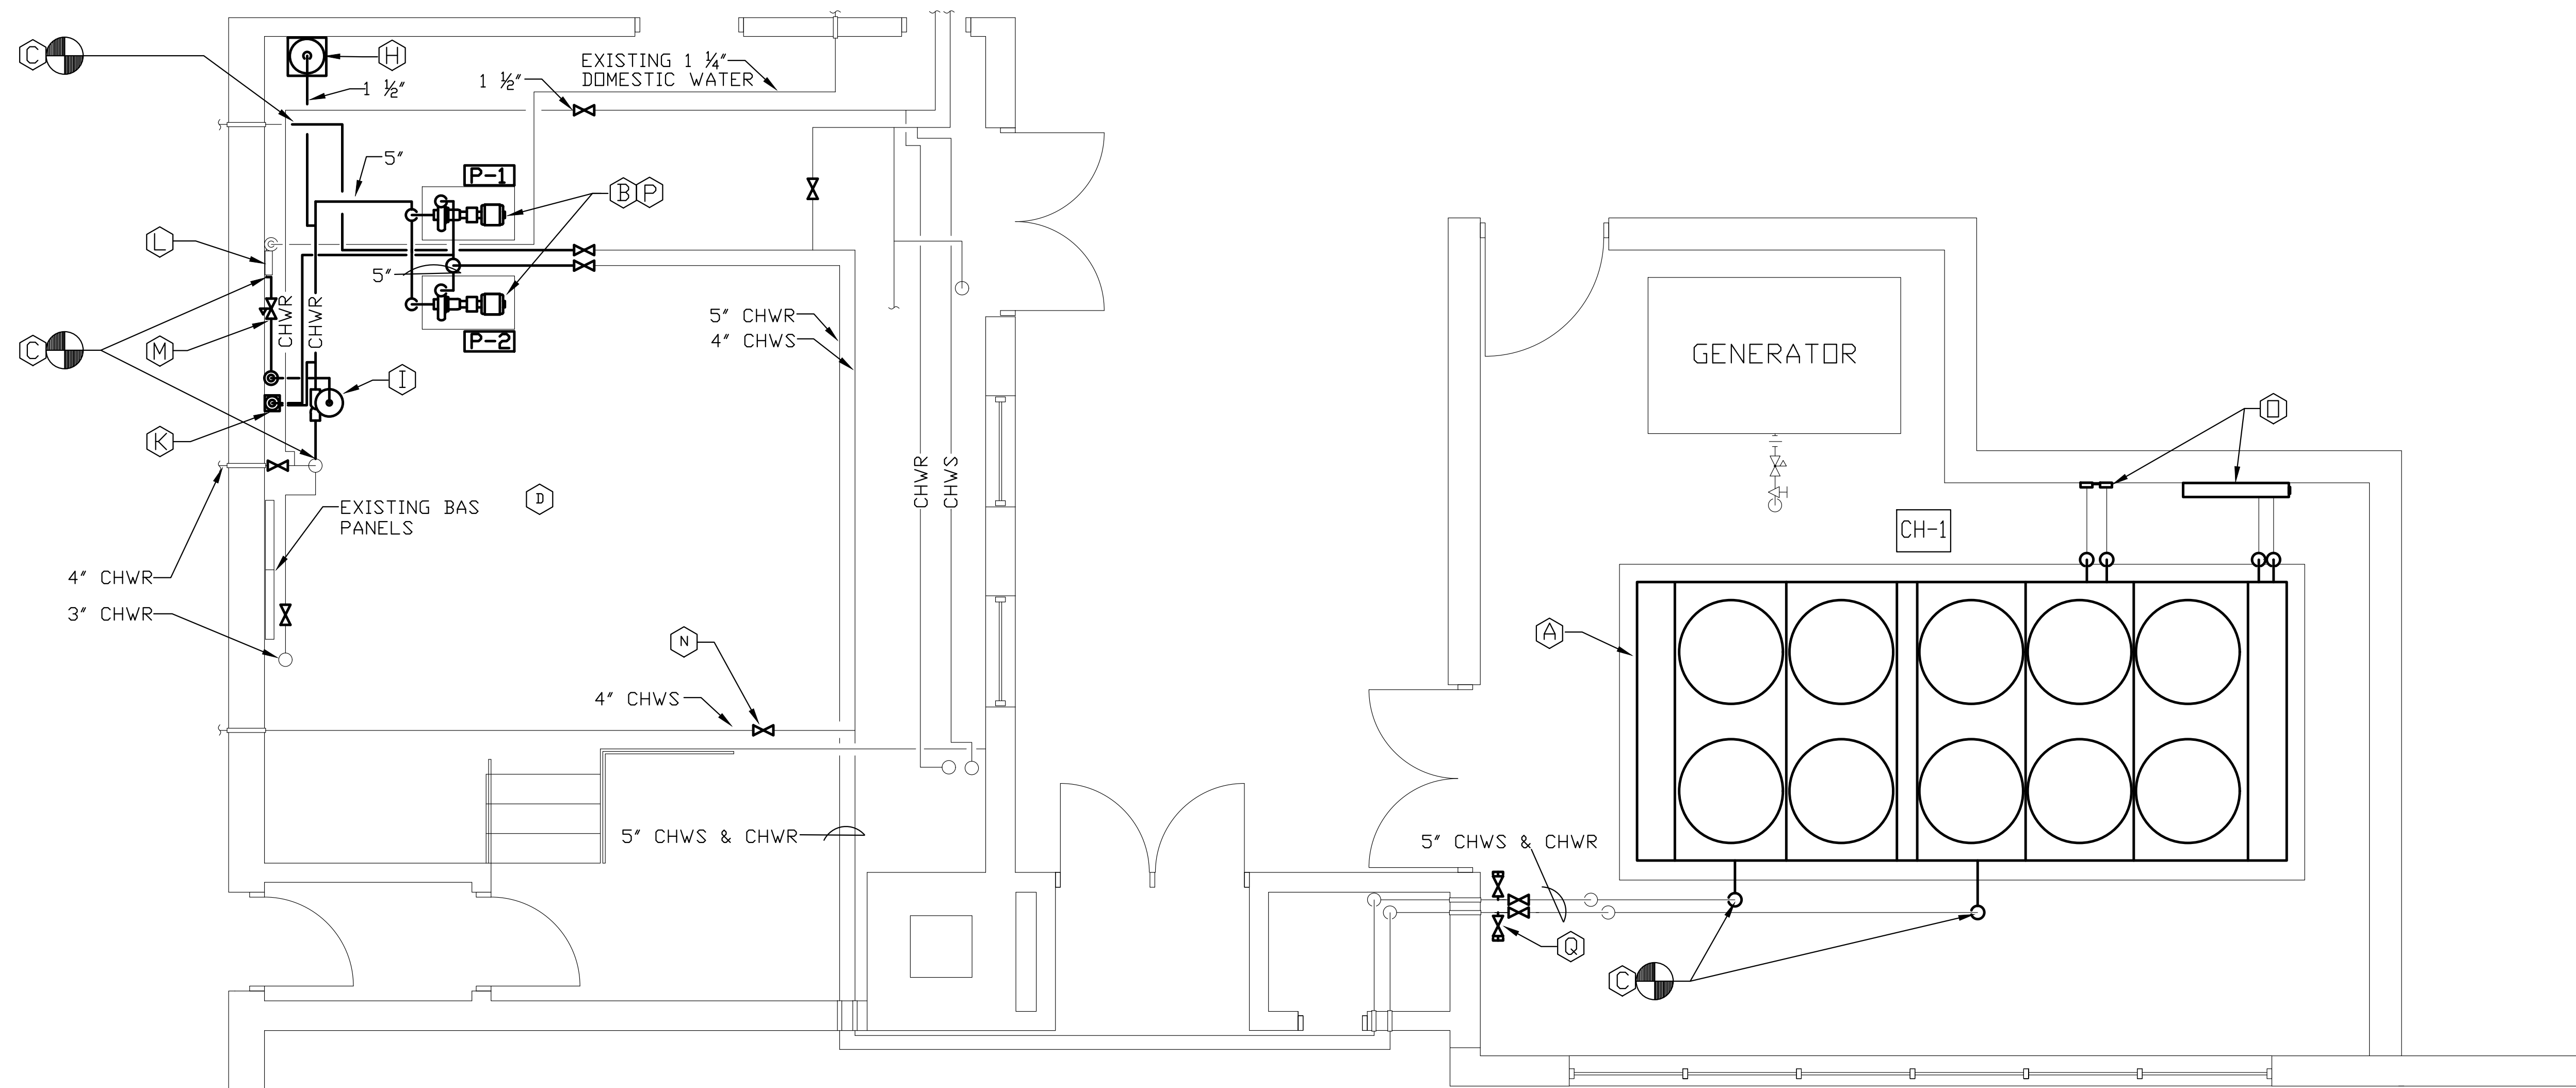 C
H
1 ½"
1 ½"
EXISTING 1 ¼"
DOMESTIC WATER
5"
P-1
B P
L
5"
P-2
CHWR
CHWR
C
M
I
K
5" CHWR
4" CHWS
GENERATOR
O
CHWR
CHWS
D
EXISTING BAS
PANELS
CH-1
4" CHWR
3" CHWR
N
A
4" CHWS
5" CHWS & CHWR
5" CHWS & CHWR
Q
C